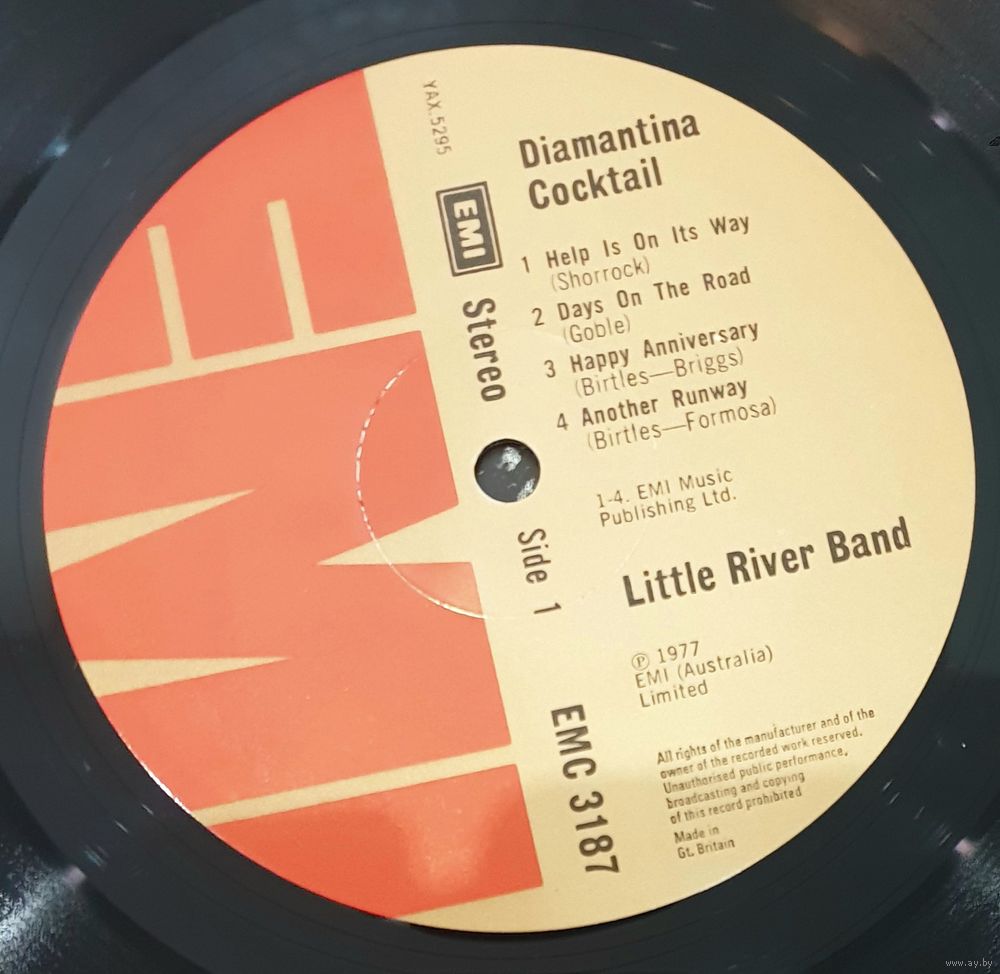 YAX.5295
EMI
Stereo
Side 1
EMC 3187
Diamantina
Cocktail
1 Help Is On Its Way
(Shorrock)
2 Days On The Road
(Goble)
3 Happy Anniversary
(Birtles—Briggs)
4 Another Runway
(Birtles—Formosa)
1-4. EMI Music
Publishing Ltd.
Little River Band
℗ 1977
EMI (Australia)
Limited
All rights of the manufacturer and of the
owner of the recorded work reserved.
Unauthorised public performance,
broadcasting and copying
of this record prohibited
Made in
Gt. Britain
EMI
www.ay.by